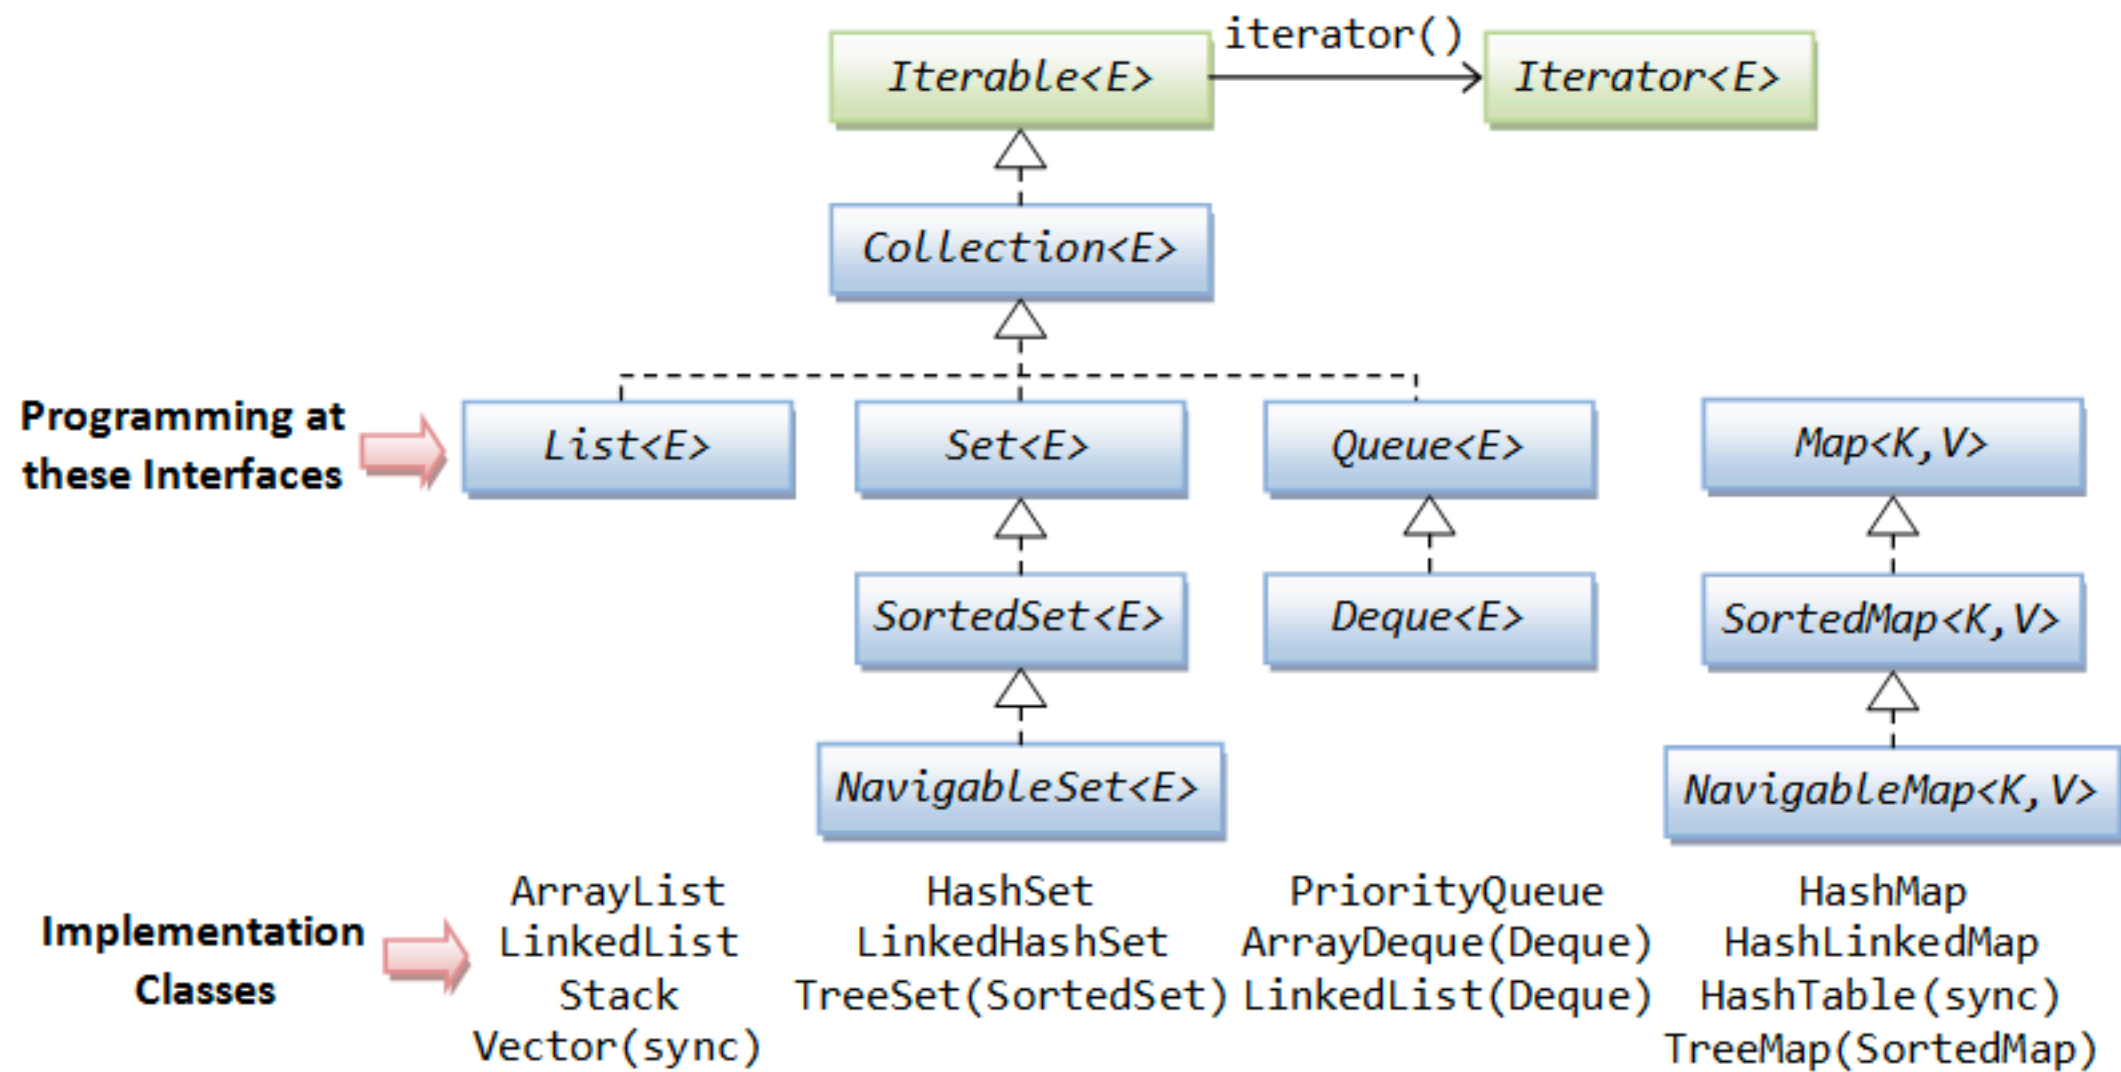 iterator()
Iterable<E>
Iterator<E>
Collection<E>
Programming at
these Interfaces
List<E>
Set<E>
Queue<E>
Map<K,V>
SortedSet<E>
Deque<E>
SortedMap<K,V>
NavigableSet<E>
NavigableMap<K,V>
Implementation
Classes
ArrayList
LinkedList
Stack
Vector(sync)
HashSet
LinkedHashSet
TreeSet(SortedSet)
PriorityQueue
ArrayDeque(Deque)
LinkedList(Deque)
HashMap
HashLinkedMap
HashTable(sync)
TreeMap(SortedMap)